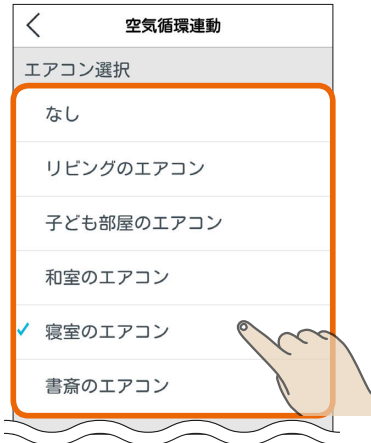 空気循環連動
エアコン選択
なし
リビングのエアコン
子ども部屋のエアコン
和室のエアコン
寝室のエアコン
書斎のエアコン